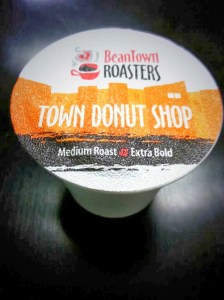 BeanTown
ROASTERS
TOWN DONUT SHOP
Medium Roast Extra Bold